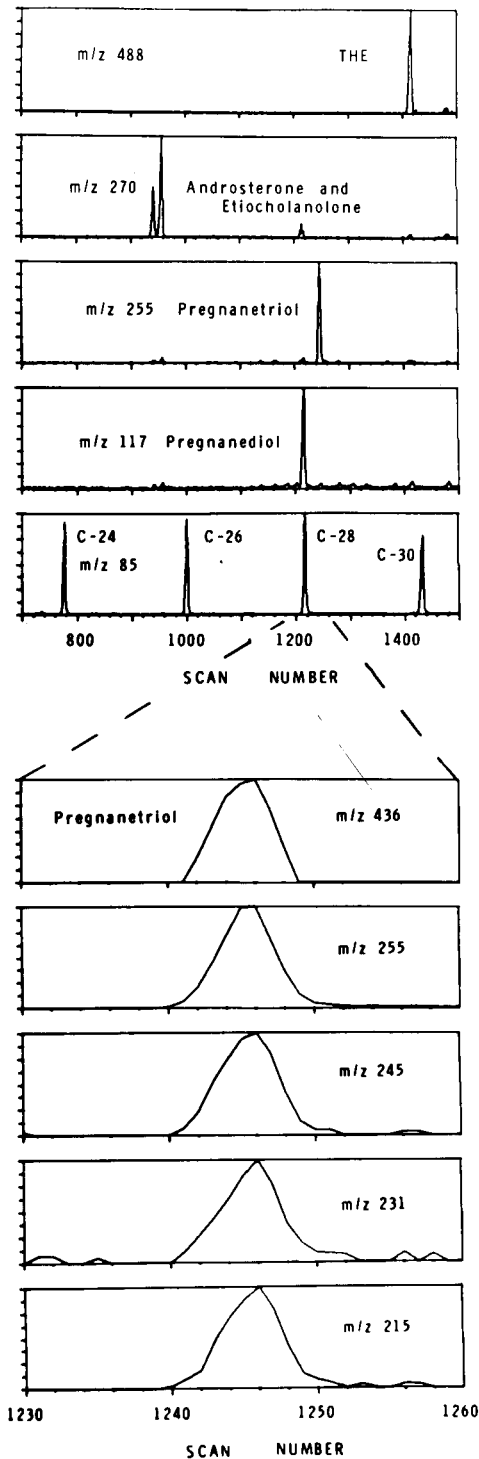 m/z 488 THE
m/z 270 Androsterone and
Etiocholanolone
m/z 255 Pregnanetriol
m/z 117 Pregnanediol
C-24 C-26 C-28
m/z 85 C-30
800 1000 1200 1400
SCAN NUMBER
Pregnanetriol m/z 436
m/z 255
m/z 245
m/z 231
m/z 215
1230 1240 1250 1260
SCAN NUMBER